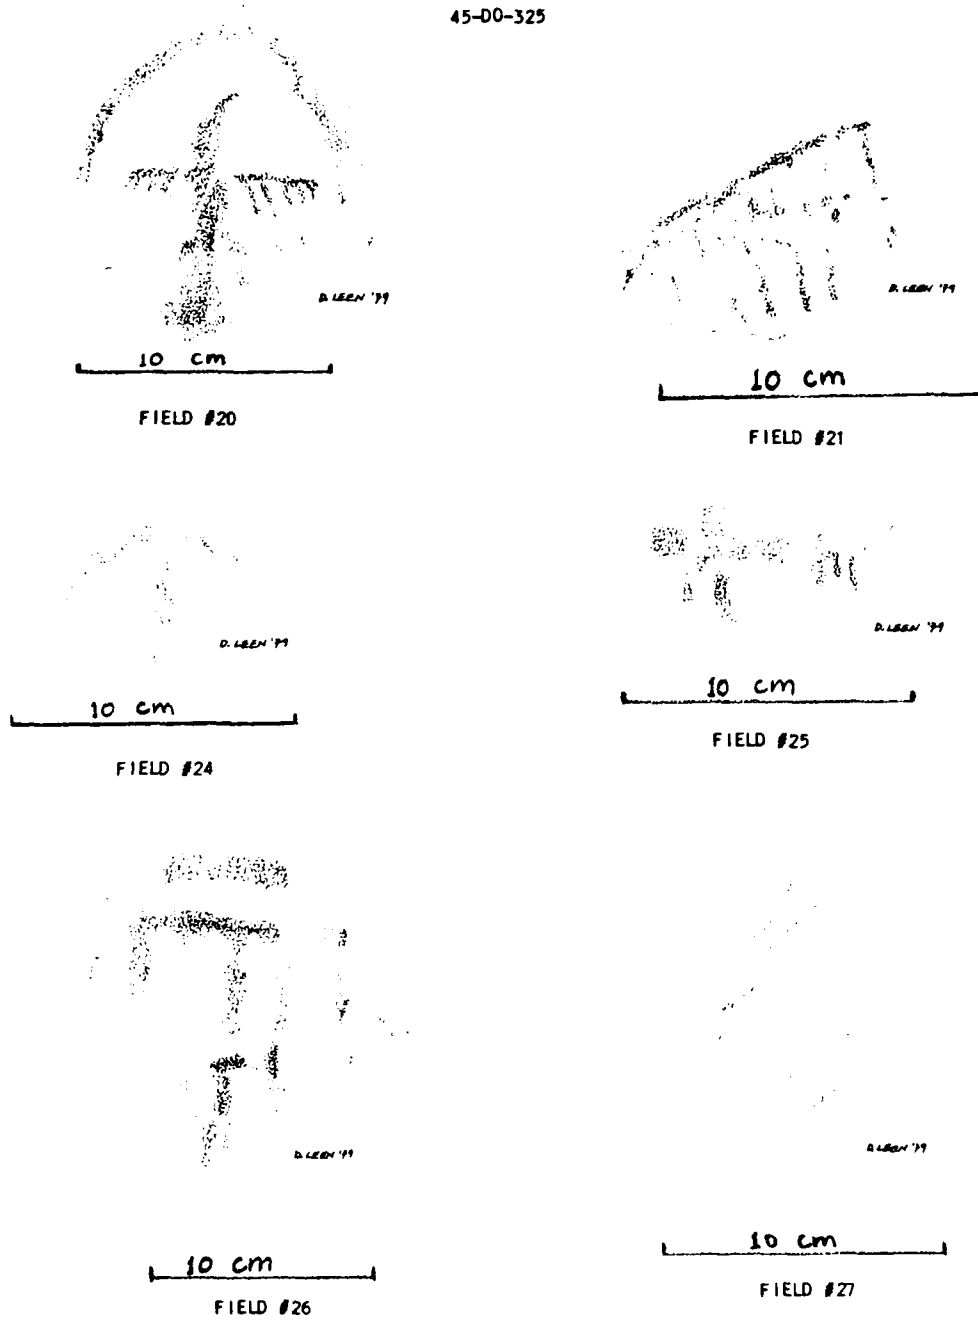 45-DO-325
D. LEEN '79
10 cm
FIELD #20
D. LEEN '79
10 cm
FIELD #21
D. LEEN '79
10 cm
FIELD #24
D. LEEN '79
10 cm
FIELD #25
D. LEEN '79
10 cm
FIELD #26
D. LEEN '79
10 cm
FIELD #27